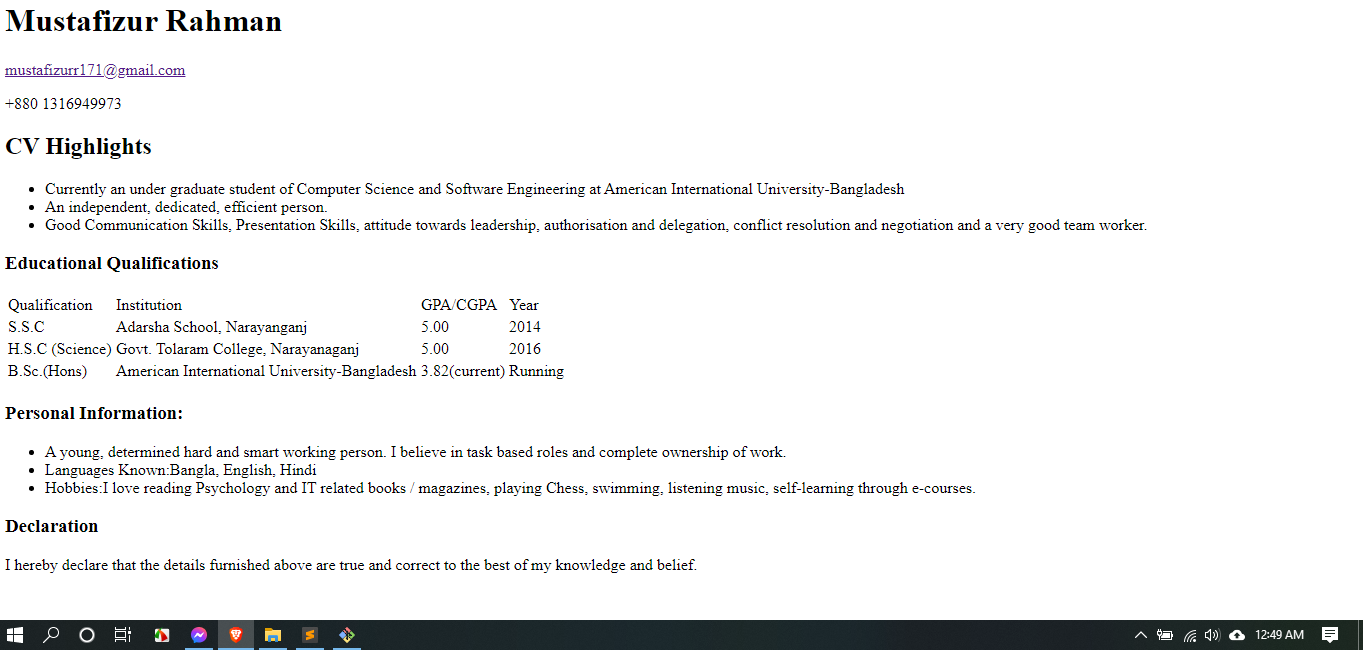 Mustafizur Rahman
mustafizurr171@gmail.com
+880 1316949973
CV Highlights
Currently an under graduate student of Computer Science and Software Engineering at American International University-Bangladesh
An independent, dedicated, efficient person.
Good Communication Skills, Presentation Skills, attitude towards leadership, authorisation and delegation, conflict resolution and negotiation and a very good team worker.
Educational Qualifications
Qualification Institution GPA/CGPA Year
S.S.C Adarsha School, Narayanganj 5.00 2014
H.S.C (Science) Govt. Tolaram College, Narayanaganj 5.00 2016
B.Sc.(Hons) American International University-Bangladesh 3.82(current) Running
Personal Information:
A young, determined hard and smart working person. I believe in task based roles and complete ownership of work.
Languages Known:Bangla, English, Hindi
Hobbies:I love reading Psychology and IT related books / magazines, playing Chess, swimming, listening music, self-learning through e-courses.
Declaration
I hereby declare that the details furnished above are true and correct to the best of my knowledge and belief.
12:49 AM